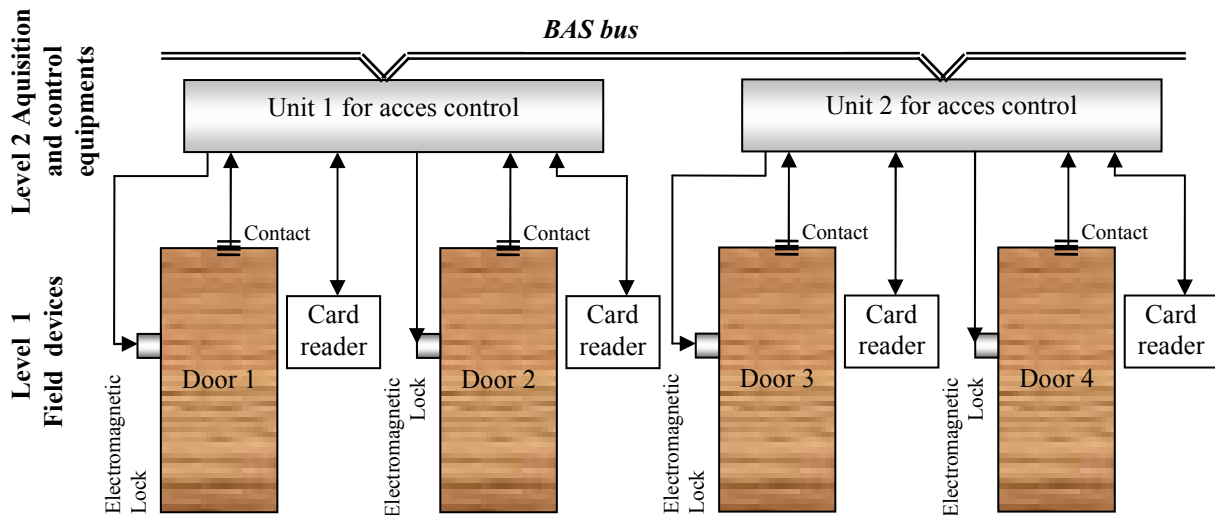 BAS bus
Level 2 Aquisition
and control
equipments
Unit 1 for acces control
Unit 2 for acces control
Level 1
Field devices
Contact
Contact
Contact
Contact
Card
reader
Card
reader
Card
reader
Card
reader
Door 1
Door 2
Door 3
Door 4
Electromagnetic
Lock
Electromagnetic
Lock
Electromagnetic
Lock
Electromagnetic
Lock